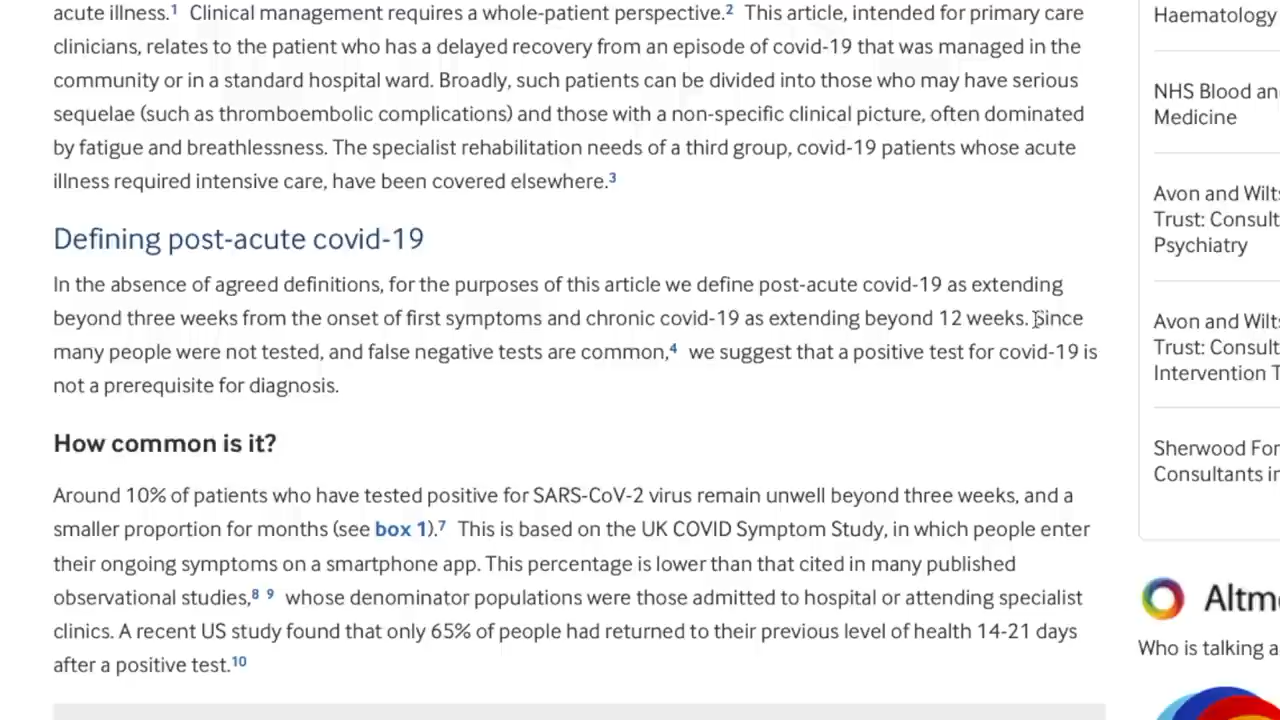 acute illness.1 Clinical management requires a whole-patient perspective.2 This article, intended for primary care
clinicians, relates to the patient who has a delayed recovery from an episode of covid-19 that was managed in the
community or in a standard hospital ward. Broadly, such patients can be divided into those who may have serious
sequelae (such as thromboembolic complications) and those with a non-specific clinical picture, often dominated
by fatigue and breathlessness. The specialist rehabilitation needs of a third group, covid-19 patients whose acute
illness required intensive care, have been covered elsewhere.3
Defining post-acute covid-19
In the absence of agreed definitions, for the purposes of this article we define post-acute covid-19 as extending
beyond three weeks from the onset of first symptoms and chronic covid-19 as extending beyond 12 weeks. Since
many people were not tested, and false negative tests are common,4 we suggest that a positive test for covid-19 is
not a prerequisite for diagnosis.
How common is it?
Around 10% of patients who have tested positive for SARS-CoV-2 virus remain unwell beyond three weeks, and a
smaller proportion for months (see box 1).7 This is based on the UK COVID Symptom Study, in which people enter
their ongoing symptoms on a smartphone app. This percentage is lower than that cited in many published
observational studies,8 9 whose denominator populations were those admitted to hospital or attending specialist
clinics. A recent US study found that only 65% of people had returned to their previous level of health 14-21 days
after a positive test.10
Haematology
NHS Blood an
Medicine
Avon and Wilts
Trust: Consult
Psychiatry
Avon and Wilts
Trust: Consult
Intervention T
Sherwood For
Consultants in
Altme
Who is talking a